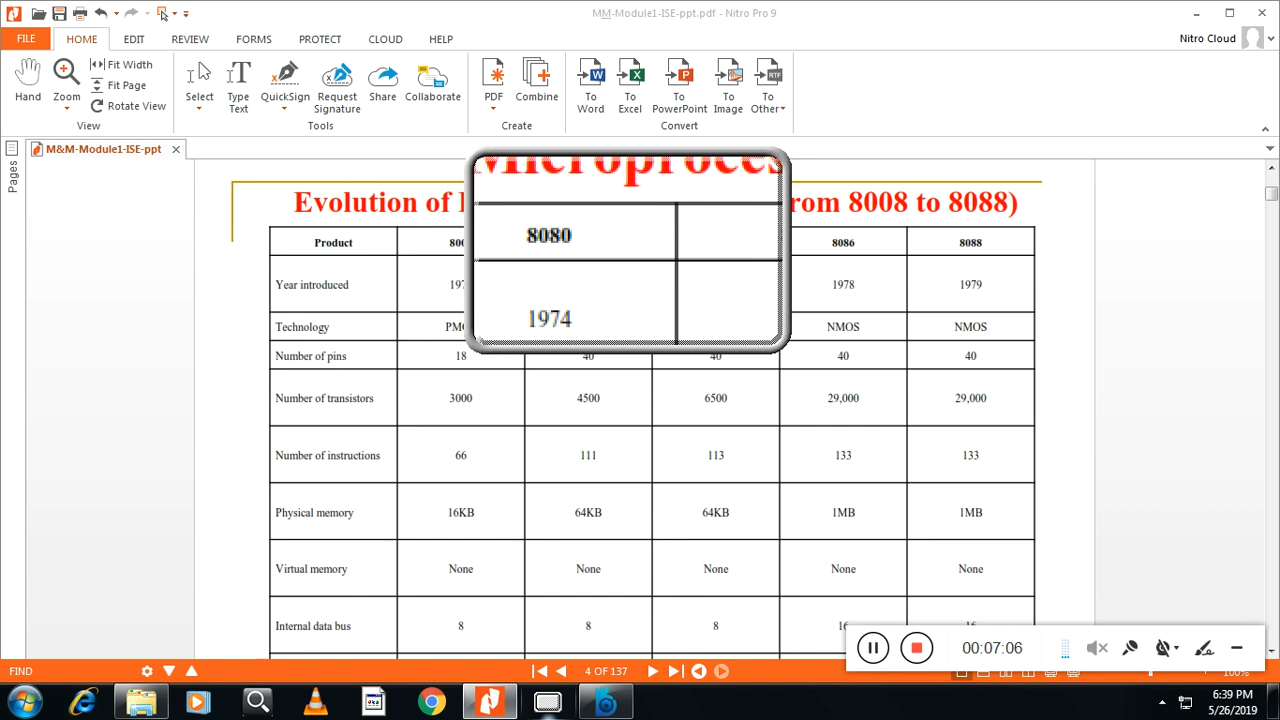 MM-Module1-ISE-ppt.pdf - Nitro Pro 9
FILE HOME EDIT REVIEW FORMS PROTECT CLOUD HELP Nitro Cloud
Hand Zoom Fit Width Fit Page Rotate View
Select Type Text QuickSign Request Signature Share Collaborate
PDF Combine
To Word To Excel To PowerPoint To Image To Other
View Tools Create Convert
M&M-Module1-ISE-ppt
Pages
Evolution of rom 8008 to 8088)
8080
1974
Product 8086 8088
Year introduced 1978 1979
Technology NMOS NMOS
Number of pins 18 40 40 40 40
Number of transistors 3000 4500 6500 29,000 29,000
Number of instructions 66 111 113 133 133
Physical memory 16KB 64KB 64KB 1MB 1MB
Virtual memory None None None None None
Internal data bus 8 8 8
00:07:06
FIND 4 OF 137 100%
6:39 PM
5/26/2019